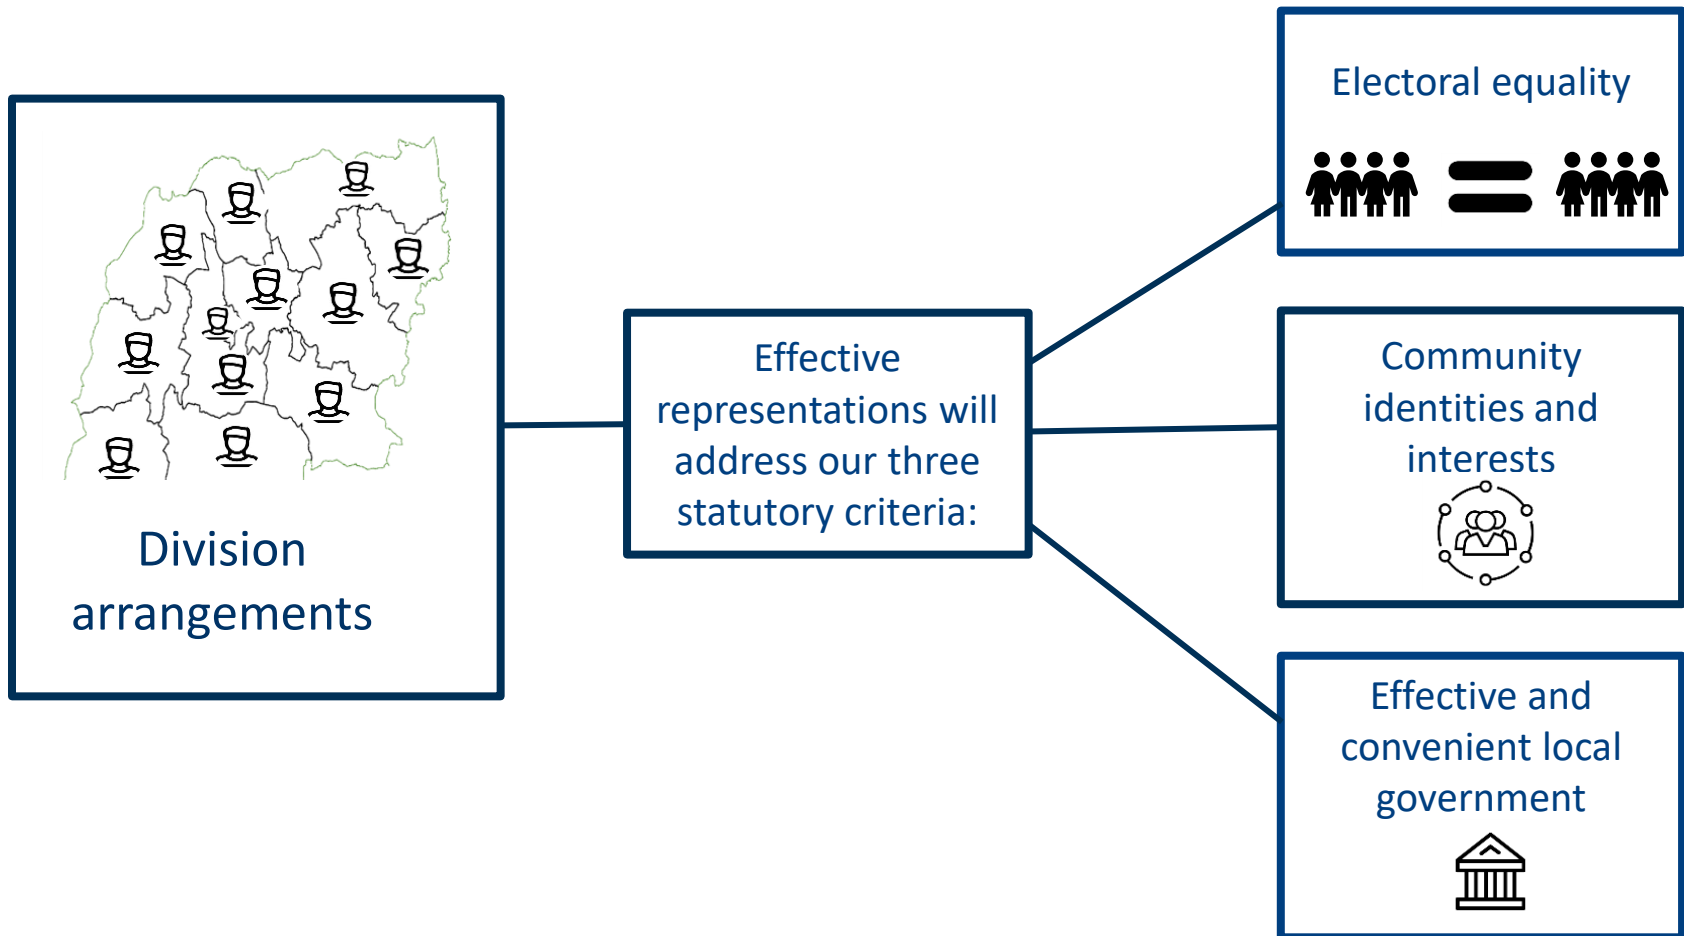 Division
arrangements
Effective
representations will
address our three
statutory criteria:
Electoral equality
Community
identities and
interests
Effective and
convenient local
government